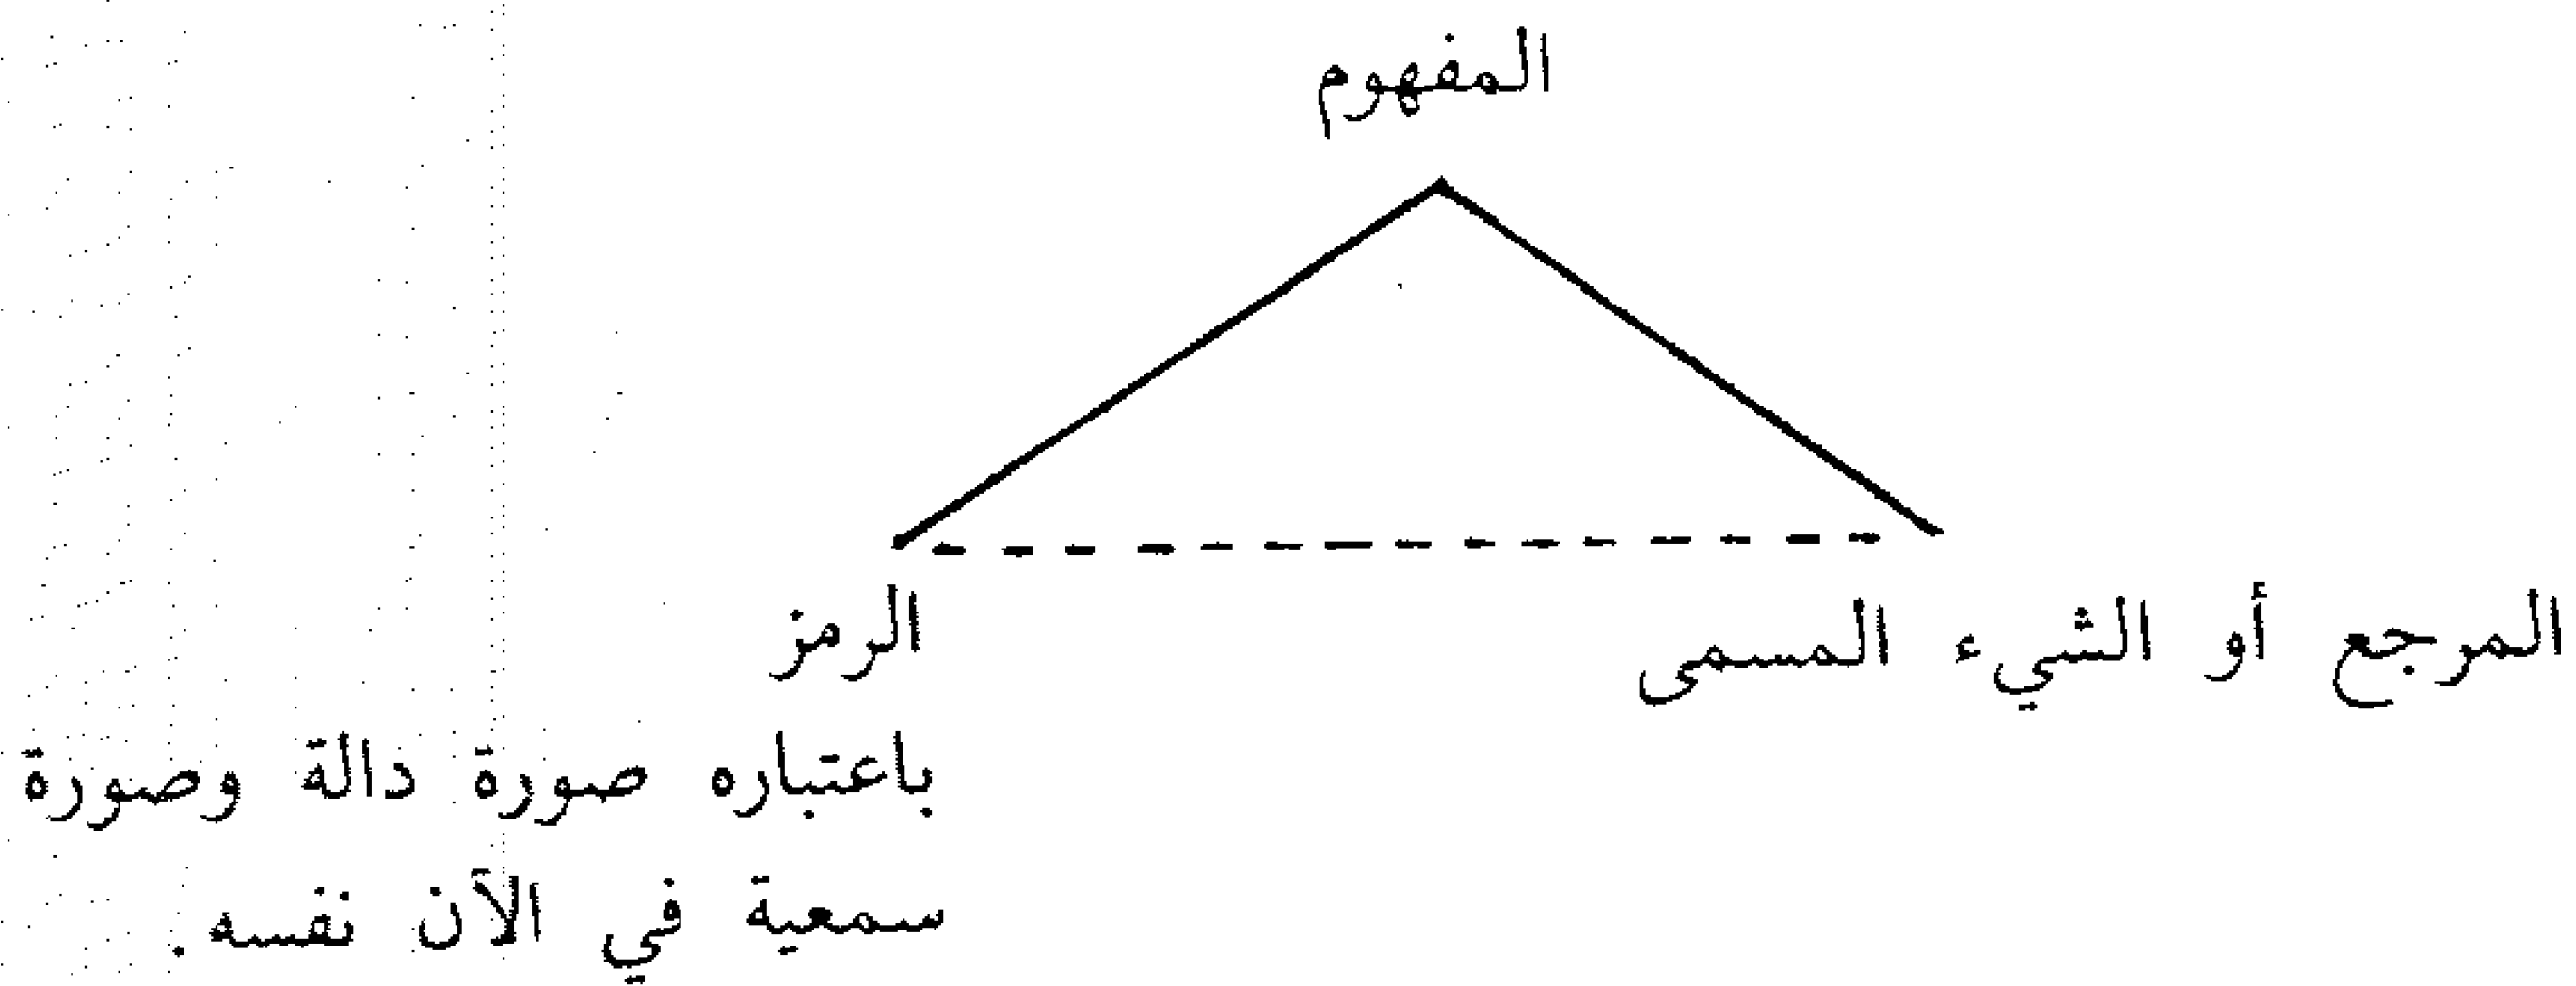 المفهوم
المرجع أو الشيء المسمى
الرمز
باعتباره صورة دالة وصورة
سمعية في الآن نفسه.